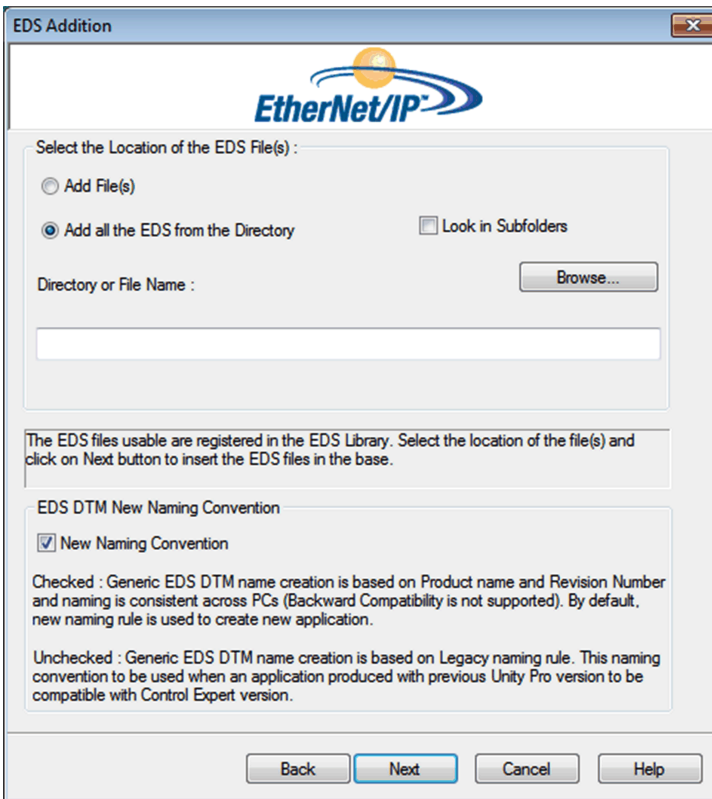 EDS Addition
EtherNet/IP™
Select the Location of the EDS File(s) :
Add File(s)
Add all the EDS from the Directory
Look in Subfolders
Directory or File Name :
Browse...
The EDS files usable are registered in the EDS Library. Select the location of the file(s) and
click on Next button to insert the EDS files in the base.
EDS DTM New Naming Convention
New Naming Convention
Checked : Generic EDS DTM name creation is based on Product name and Revision Number
and naming is consistent across PCs (Backward Compatibility is not supported). By default,
new naming rule is used to create new application.
Unchecked : Generic EDS DTM name creation is based on Legacy naming rule. This naming
convention to be used when an application produced with previous Unity Pro version to be
compatible with Control Expert version.
Back
Next
Cancel
Help